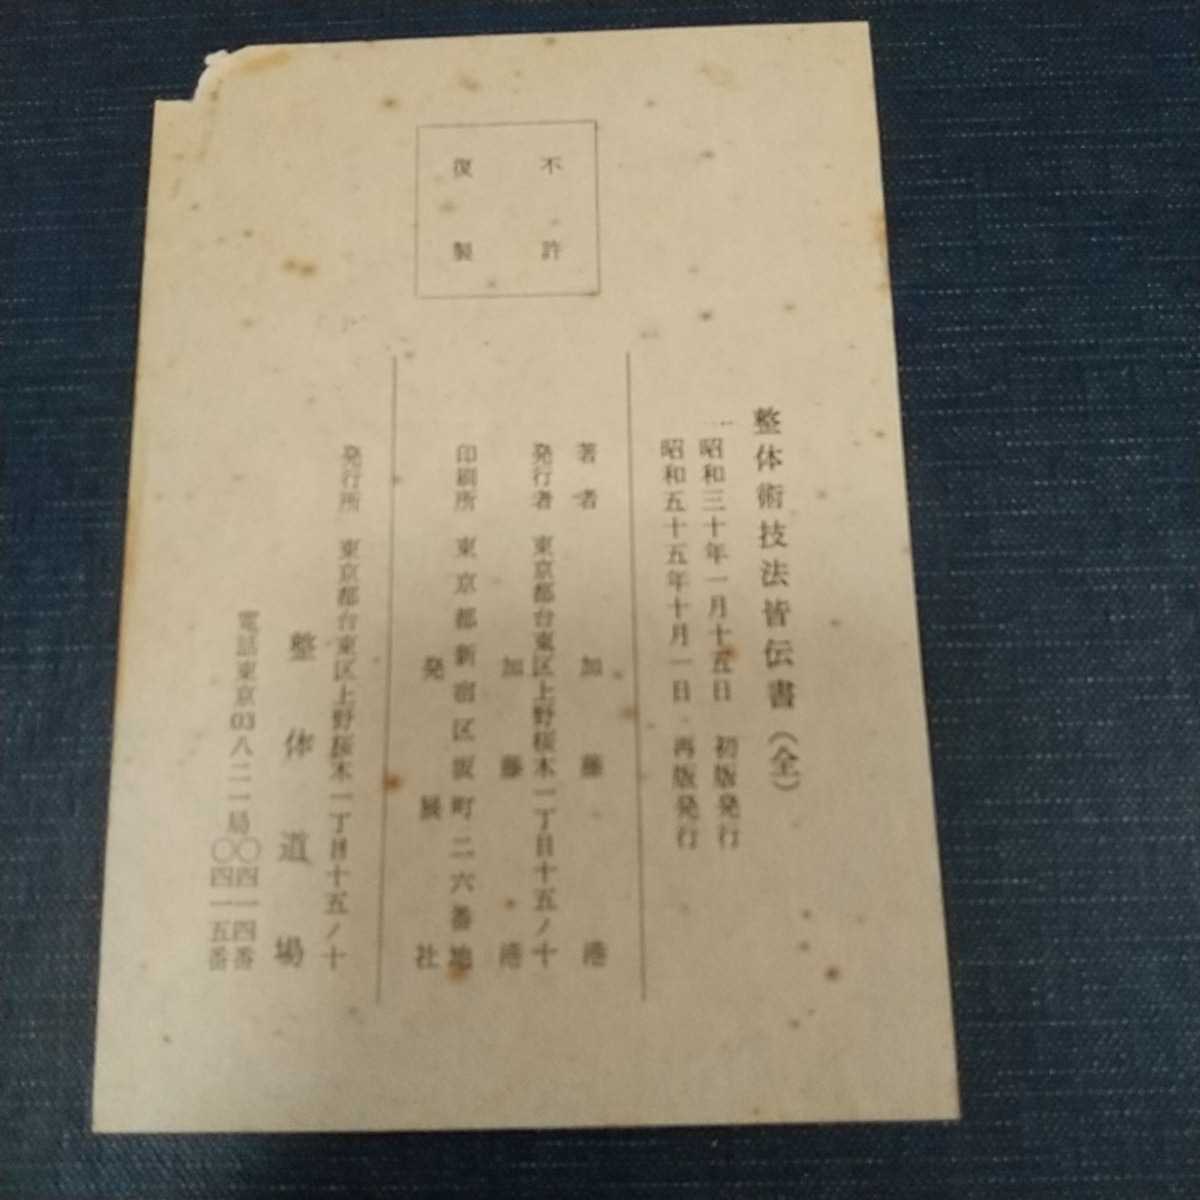 不許
復製
整体術技法皆伝書（全）
昭和三十年一月十五日　初版発行
昭和五十五年十月一日　再版発行
著者　加藤港
発行者　東京都台東区上野桜木一丁目十五ノ十
加藤港
印刷所　東京都新宿区坂町二六番地
発展社
発行所　東京都台東区上野桜木一丁目十五ノ十
整体道場
電話東京03八二一局〇四一四番
〇四一五番